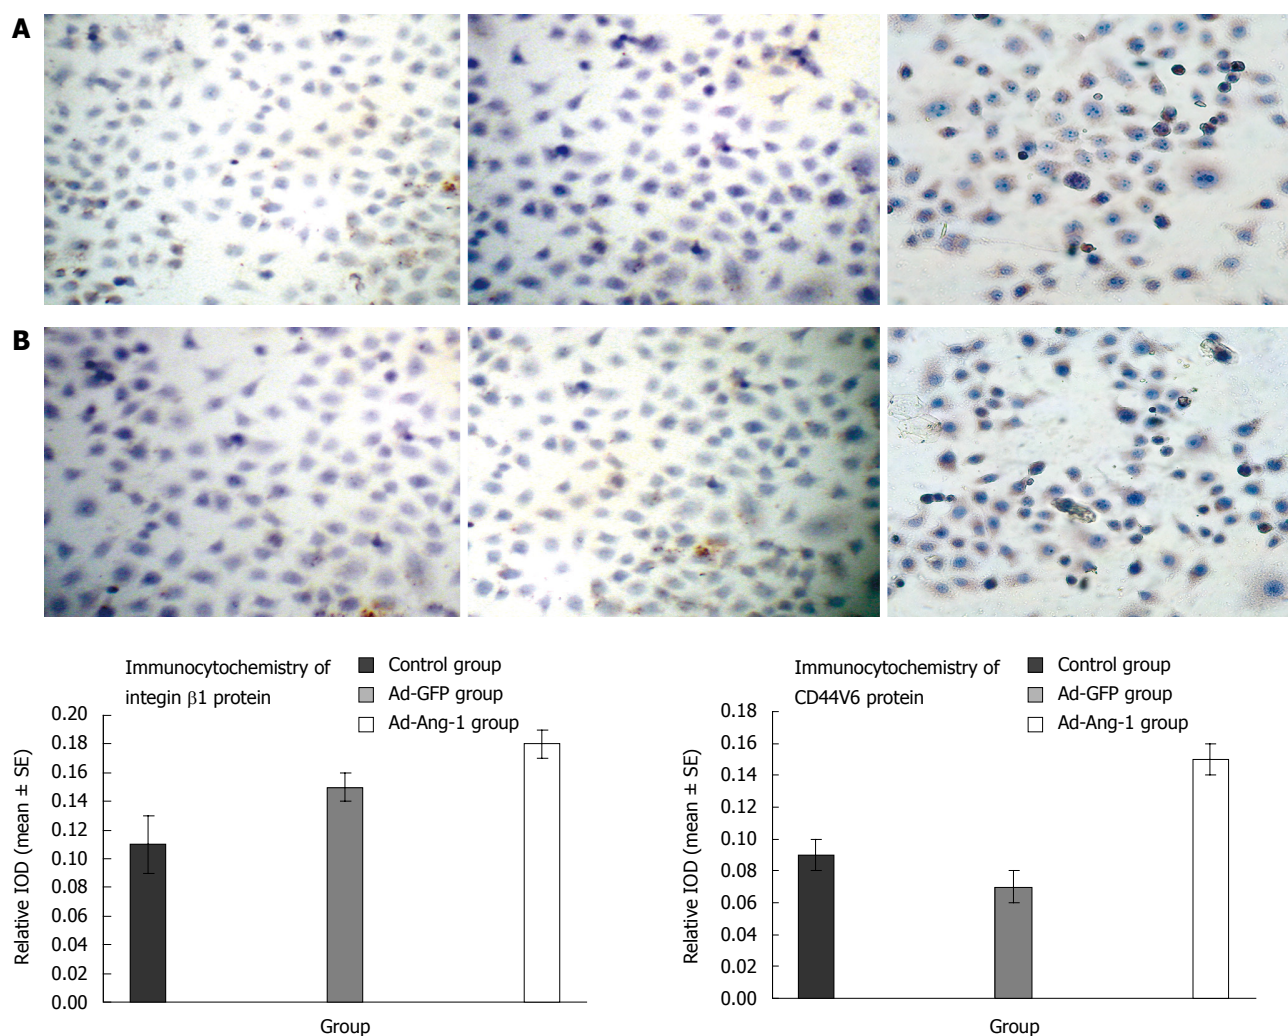 A
B
Immunocytochemistry of
integin β1 protein
Control group
Ad-GFP group
Ad-Ang-1 group
0.20
0.18
0.16
0.14
0.12
0.10
0.08
0.06
0.04
0.02
0.00
Relative IOD (mean ± SE)
Group
Immunocytochemistry of
CD44V6 protein
Control group
Ad-GFP group
Ad-Ang-1 group
0.18
0.16
0.14
0.12
0.10
0.08
0.06
0.04
0.02
0.00
Relative IOD (mean ± SE)
Group